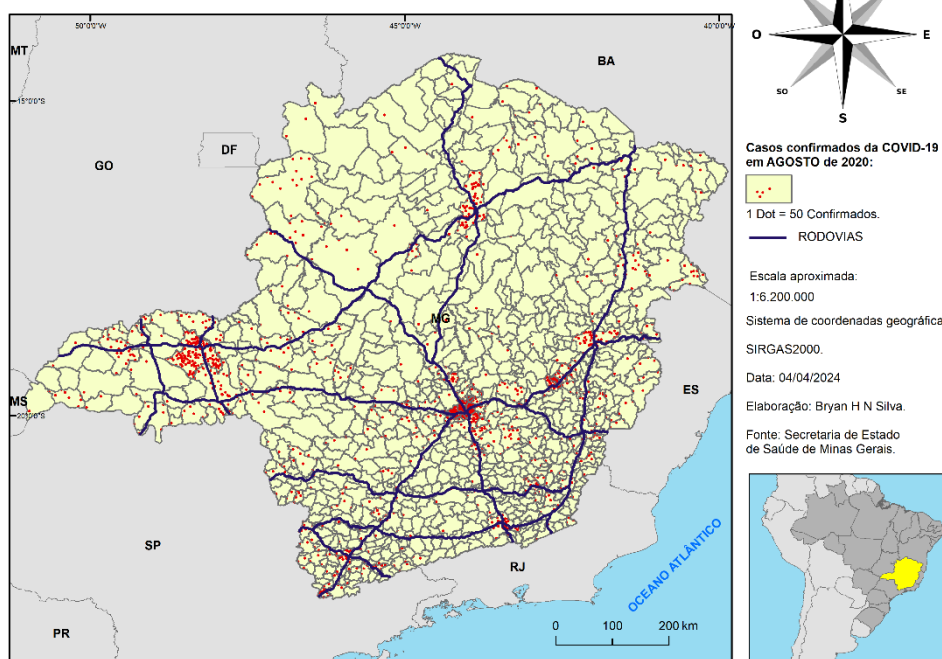 50°0'0"W
45°0'0"W
40°0'0"W
MT
BA
15°0'0"S
DF
GO
MG
MS
20°0'0"S
ES
SP
RJ
PR
OCEANO ATLÂNTICO
0 100 200 km
O
E
SO
SE
S
Casos confirmados da COVID-19
em AGOSTO de 2020:
1 Dot = 50 Confirmados.
RODOVIAS
Escala aproximada:
1:6.200.000
Sistema de coordenadas geográfica
SIRGAS2000.
Data: 04/04/2024
Elaboração: Bryan H N Silva.
Fonte: Secretaria de Estado
de Saúde de Minas Gerais.